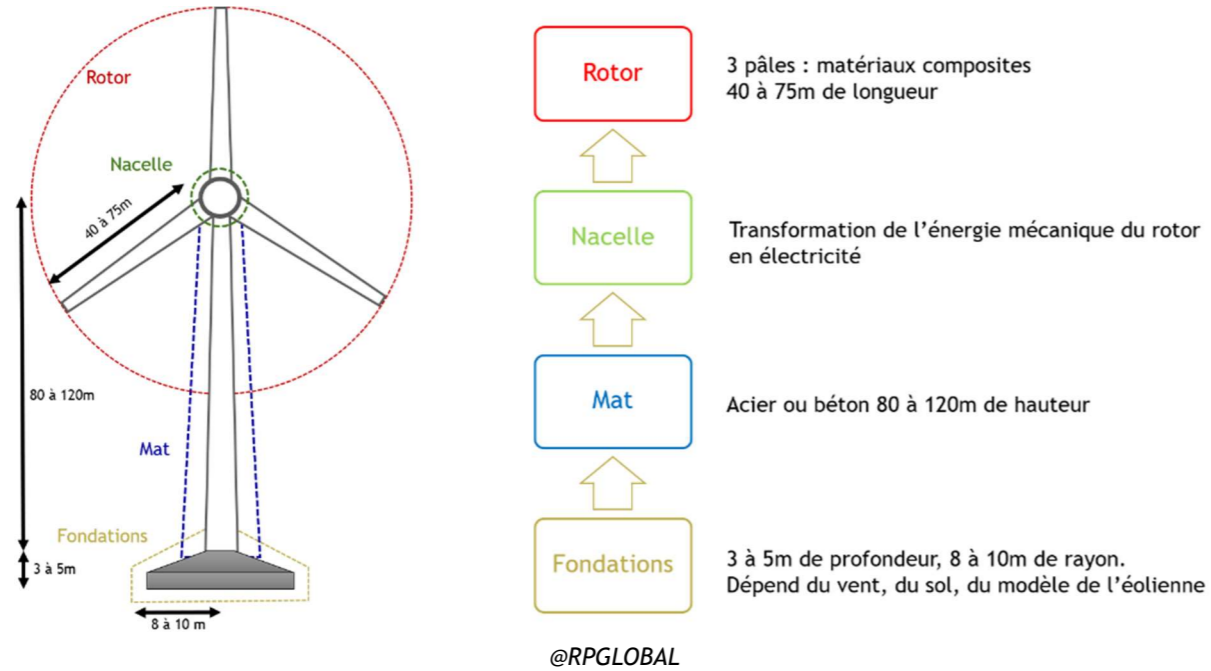 Rotor
Nacelle
40 à 75m
80 à 120m
Mat
Fondations
3 à 5m
8 à 10 m
Rotor
3 pâles : matériaux composites
40 à 75m de longueur
Nacelle
Transformation de l’énergie mécanique du rotor
en électricité
Mat
Acier ou béton 80 à 120m de hauteur
Fondations
3 à 5m de profondeur, 8 à 10m de rayon.
Dépend du vent, du sol, du modèle de l’éolienne
@RPGLOBAL